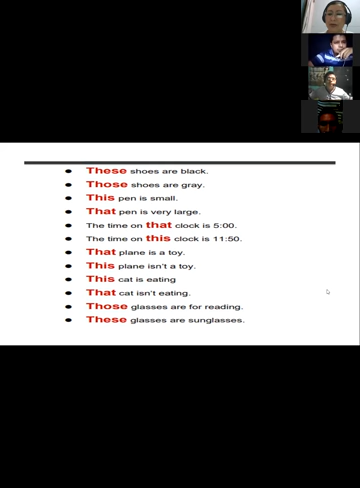 These shoes are black.
Those shoes are gray.
This pen is small.
That pen is very large.
The time on that clock is 5:00.
The time on this clock is 11:50.
That plane is a toy.
This plane isn't a toy.
This cat is eating
That cat isn't eating.
Those glasses are for reading.
These glasses are sunglasses.